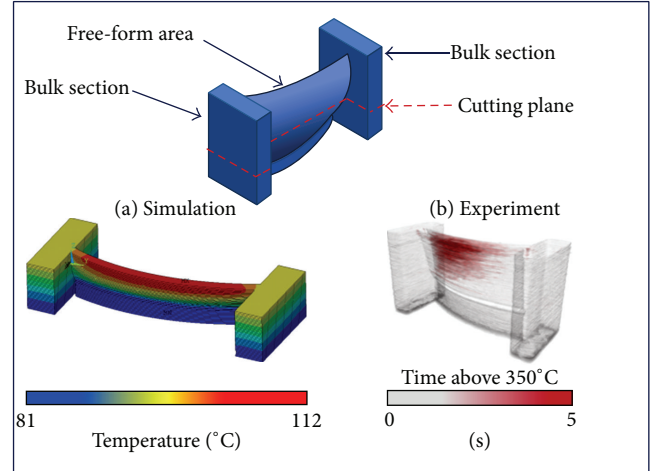 Free-form area
Bulk section
Bulk section
Cutting plane
(a) Simulation
(b) Experiment
81
112
Temperature (˚C)
Time above 350˚C
0
5
(s)